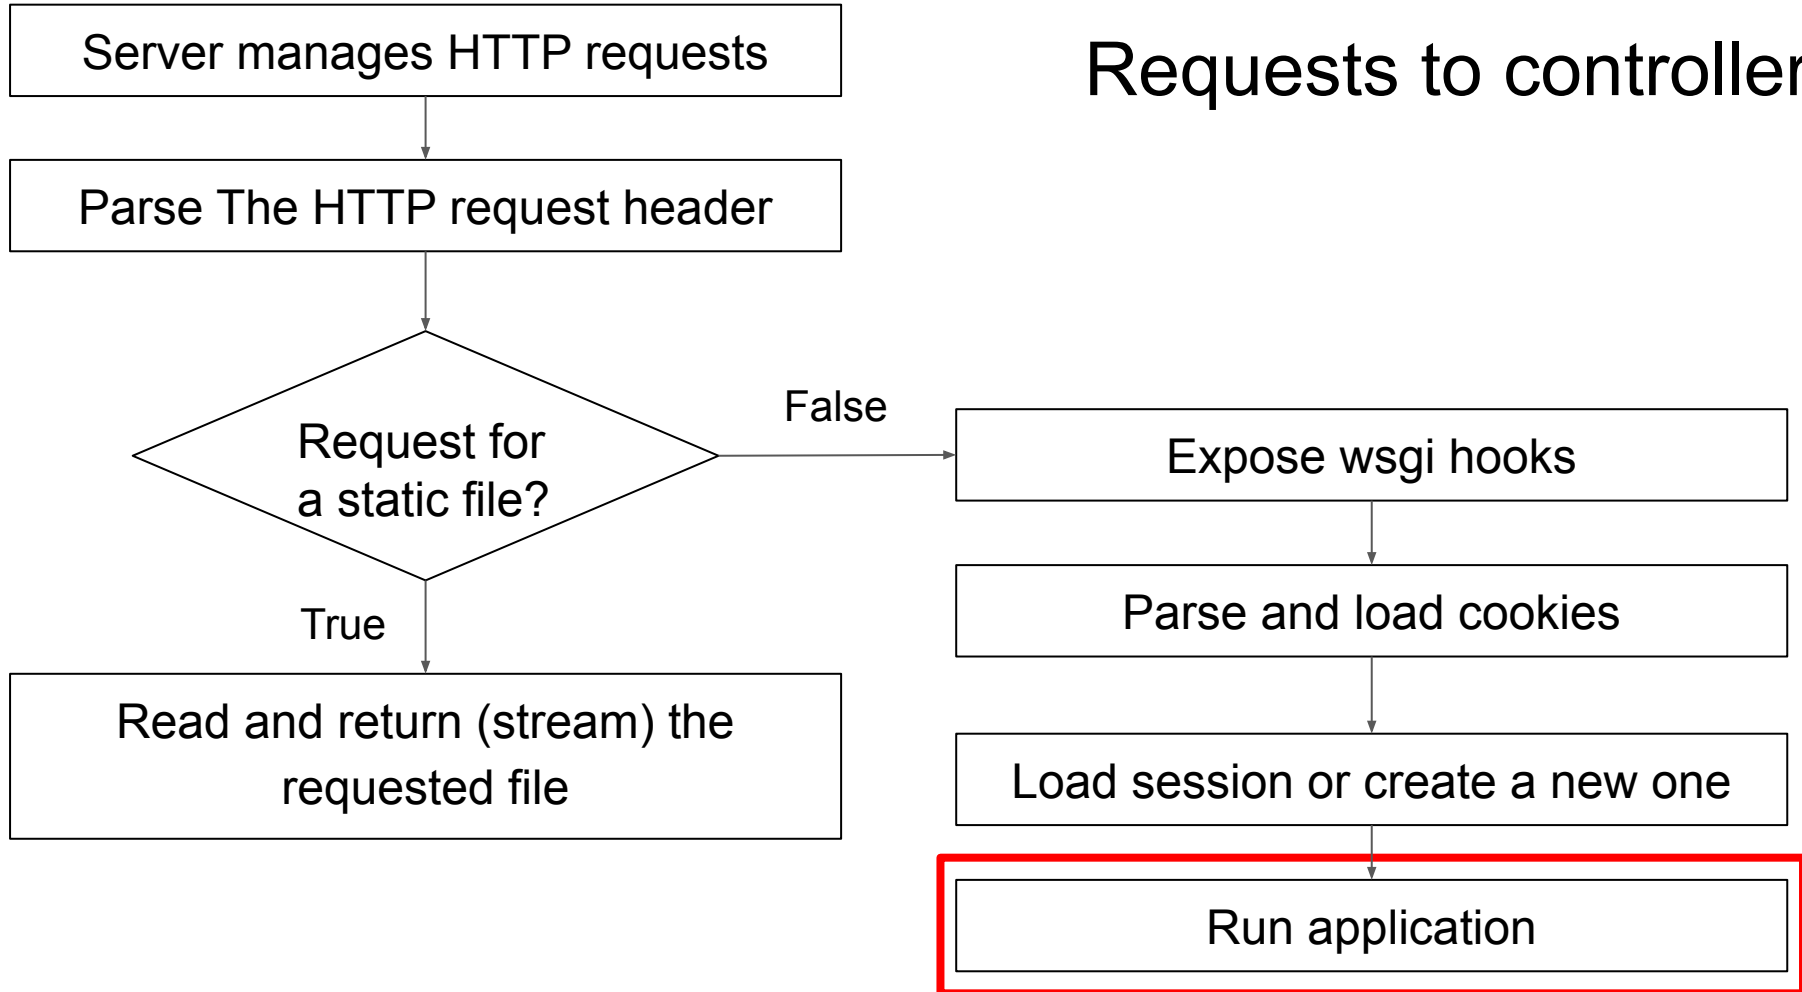 Server manages HTTP requests
Requests to controller
Parse The HTTP request header
Request for
a static file?
False
True
Read and return (stream) the
requested file
Expose wsgi hooks
Parse and load cookies
Load session or create a new one
Run application